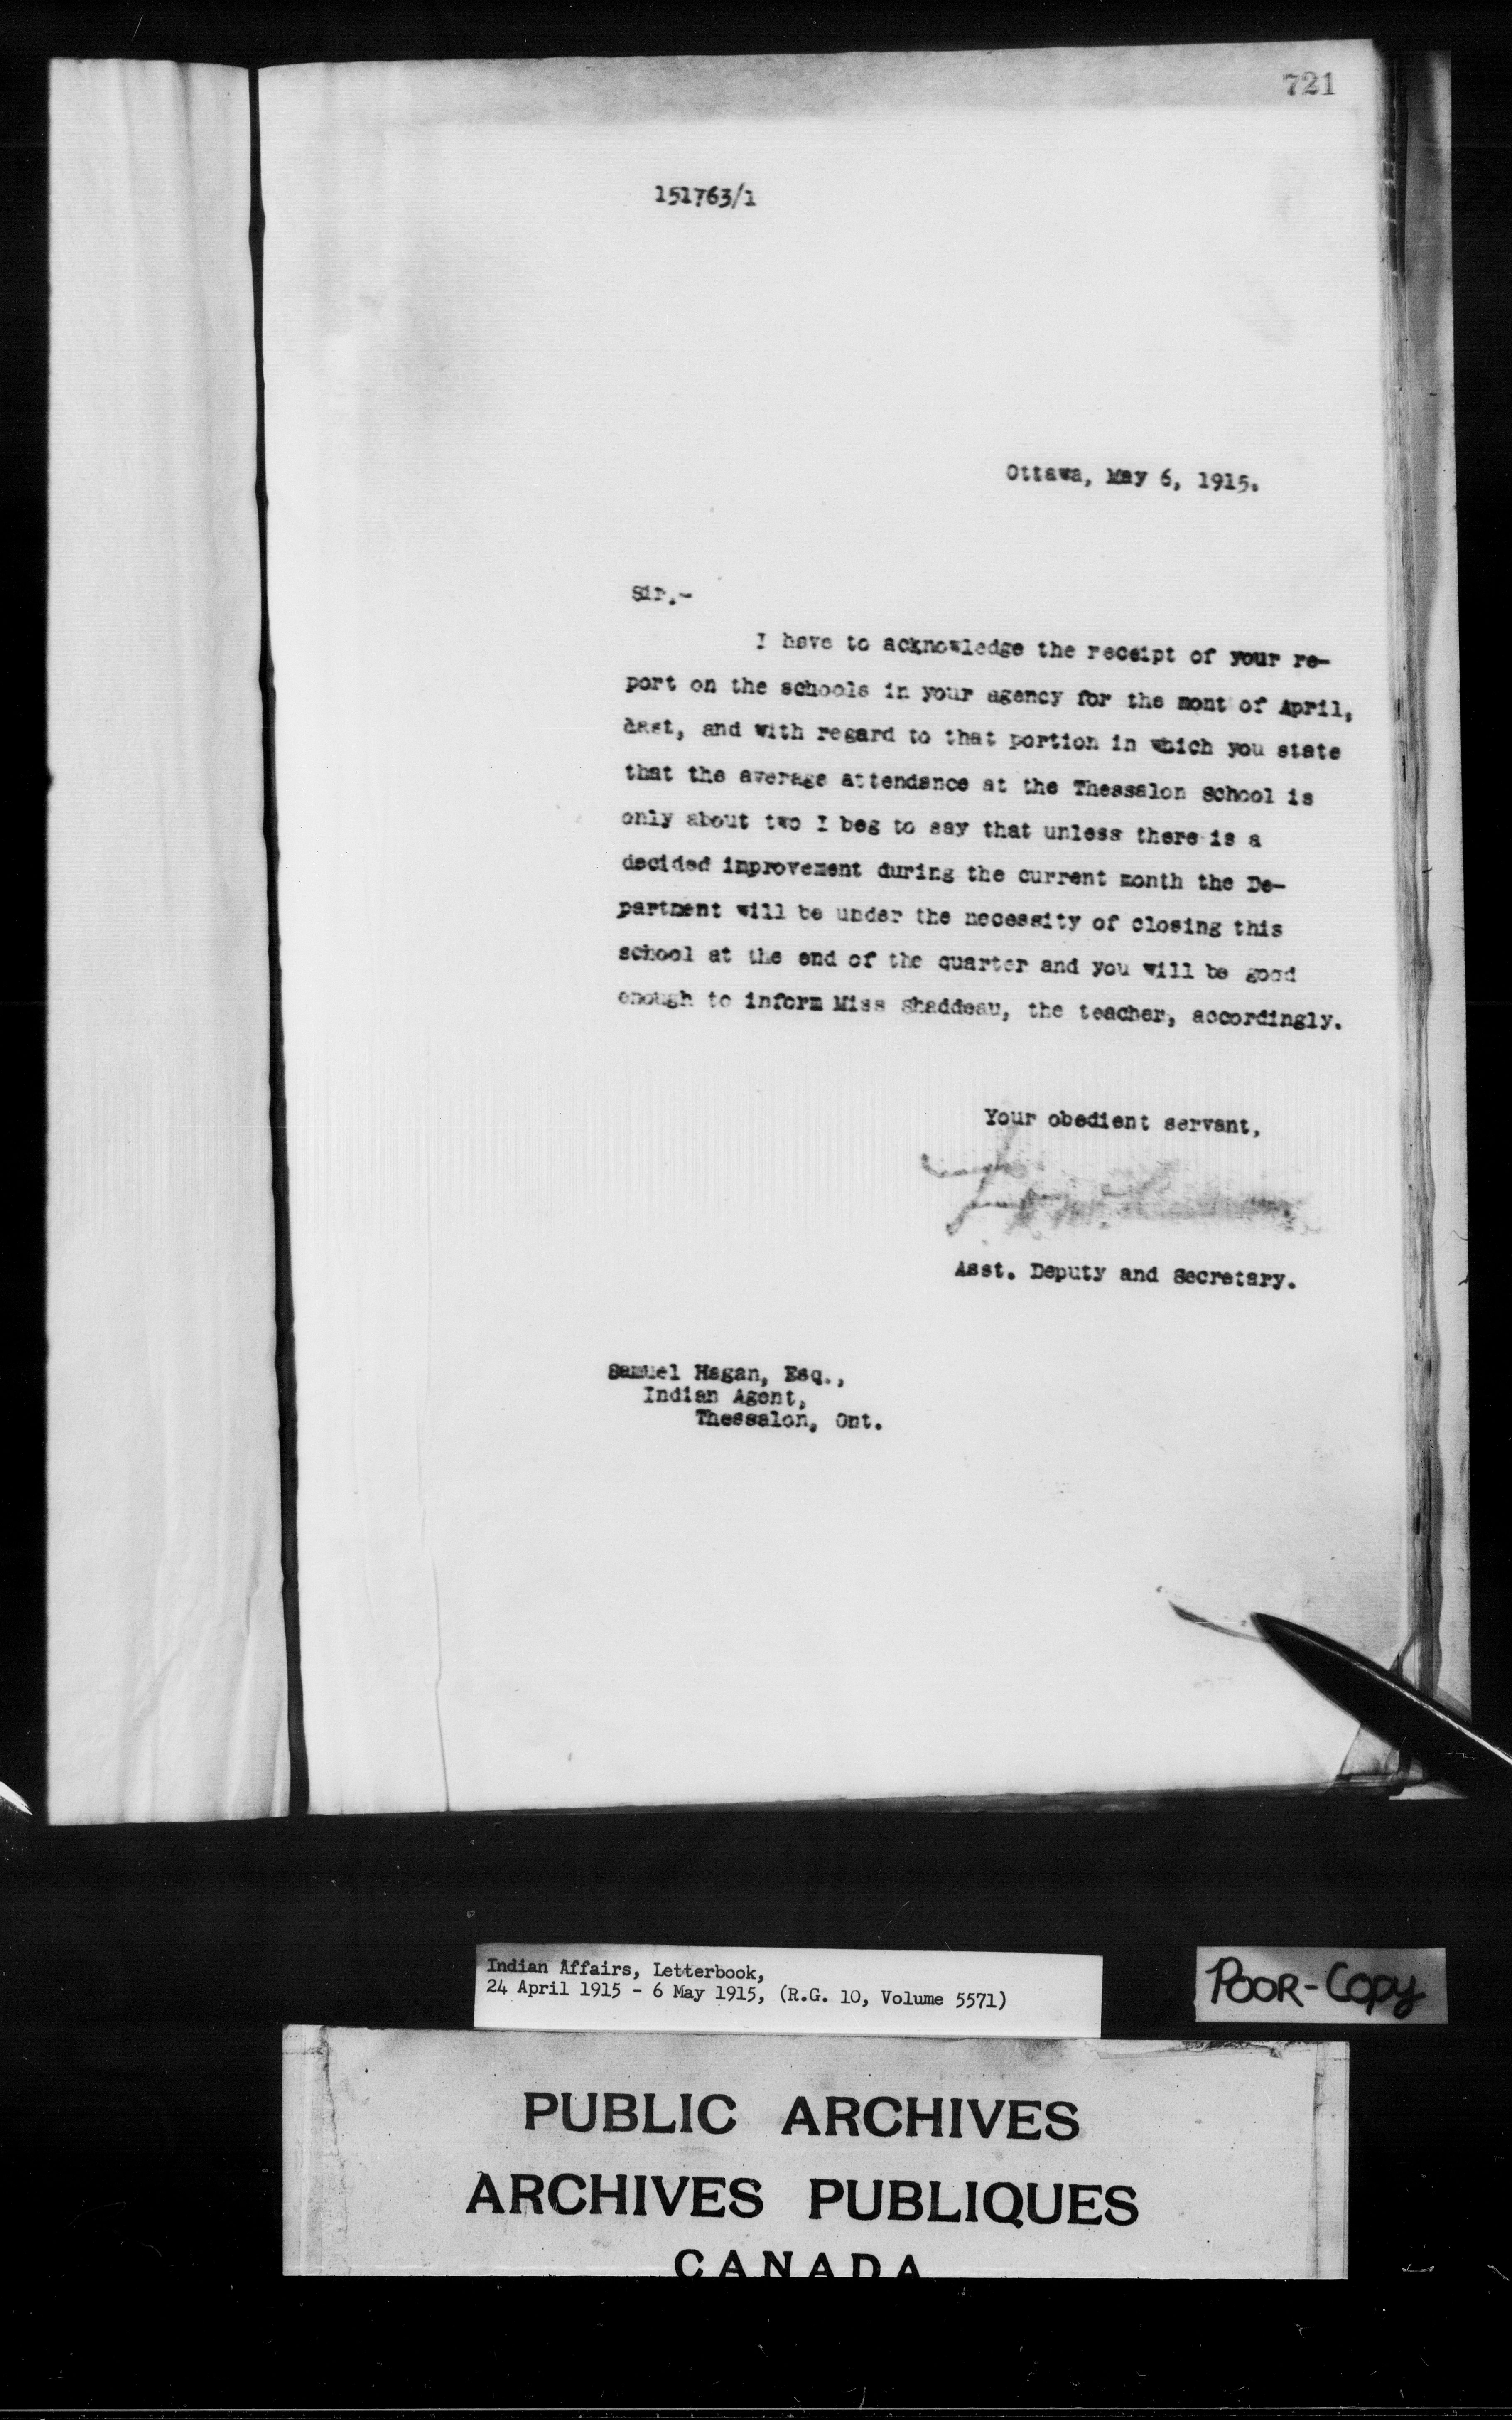 721
151763/1
Ottawa, May 6, 1915.
Sir.-
I have to acknowledge the receipt of your re-
port on the schools in your agency for the mont of April,
and with regard to that portion in which you state
that the average attendance at the Thessalon School is
only about two I beg to say that unless there is a
decided improvement during the current month the De-
partment will be under the necessity of closing this
school at the end of the quarter and you will be good
enough to inform Miss Shaddeau, the teacher, accordingly.
Your obedient servant,
Asst. Deputy and Secretary.
Samuel Hagan, Esq.,
Indian Agent,
Thessalon, Ont.
Indian Affairs, Letterbook,
24 April 1915 - 6 May 1915, (R.G. 10, Volume 5571)
POOR-COPY
PUBLIC ARCHIVES
ARCHIVES PUBLIQUES
CANADA